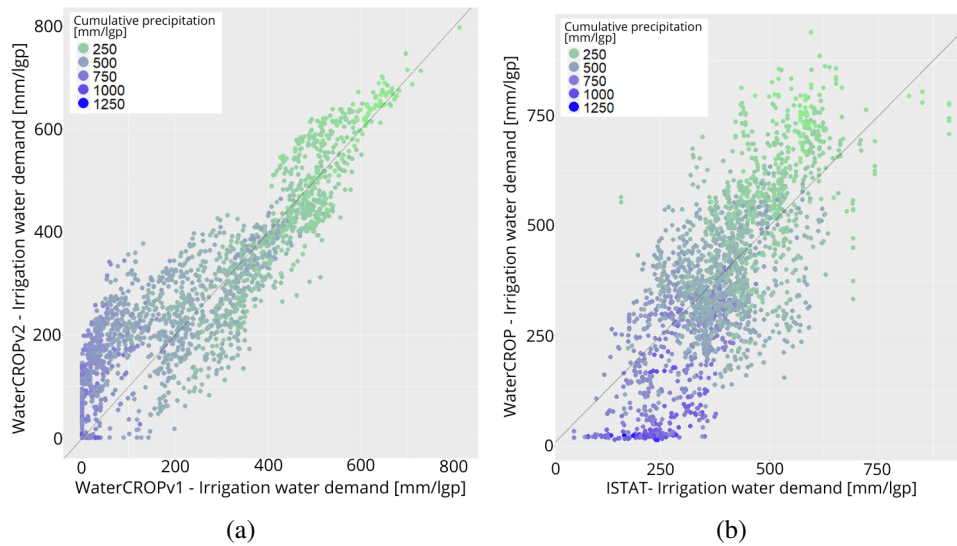 Cumulative precipitation
[mm/lgp]
250
500
750
1000
1250
800
600
400
200
0
WaterCROPv2 - Irrigation water demand [mm/lgp]
0 200 400 600 800
WaterCROPv1 - Irrigation water demand [mm/lgp]
(a)
Cumulative precipitation
[mm/lgp]
250
500
750
1000
1250
750
500
250
0
WaterCROP - Irrigation water demand [mm/lgp]
0 250 500 750
ISTAT- Irrigation water demand [mm/lgp]
(b)